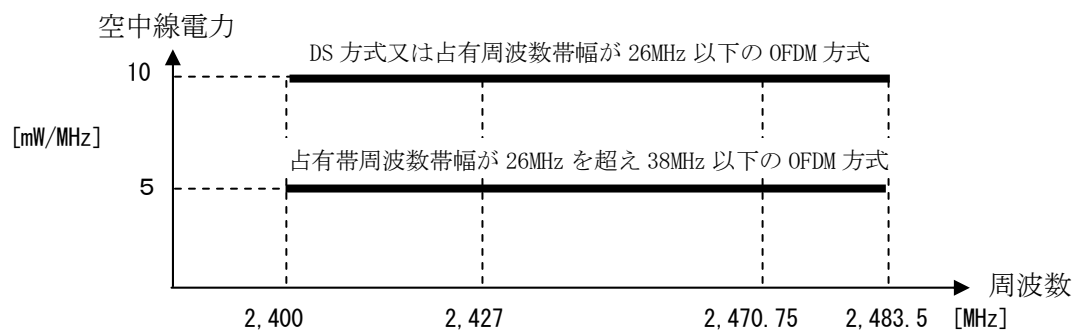 空中線電力
DS 方式又は占有周波数帯幅が 26MHz 以下の OFDM 方式
10
[mW/MHz]
占有帯周波数帯幅が 26MHz を超え 38MHz 以下の OFDM 方式
5
周波数
2,400 2,427 2,470.75 2,483.5 [MHz]